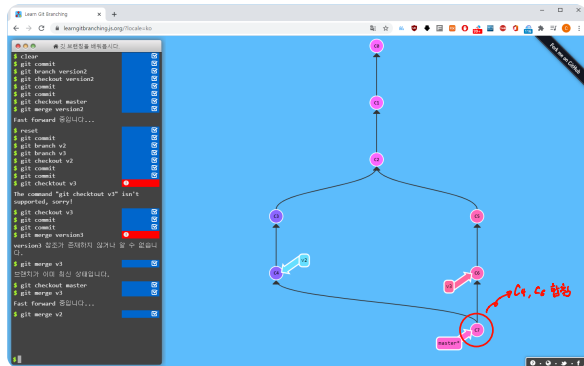 Learn Git Branching
learngitbranching.js.org/?locale=ko
깃 브랜칭을 배워봅시다
$ clear
$ git commit
$ git branch version2
$ git checkout version2
$ git commit
$ git commit
$ git checkout master
$ git merge version2
Fast forward 중입니다...
$ reset
$ git commit
$ git branch v2
$ git branch v3
$ git checkout v2
$ git commit
$ git commit
$ git checktout v3
The command "git checktout v3" isn't
supported, sorry!
$ git checkout v3
$ git commit
$ git commit
$ git merge version3
version3 참조가 존재하지 않거나 알 수 없습니
다.
$ git merge v3
브랜치가 이미 최신 상태입니다.
$ git checkout master
$ git merge v3
Fast forward 중입니다...
$ git merge v2
$
Fork me on GitHub
C0
C1
C2
C3
C5
v2
C4
v3
C6
C4, C6 합침
C7
master*